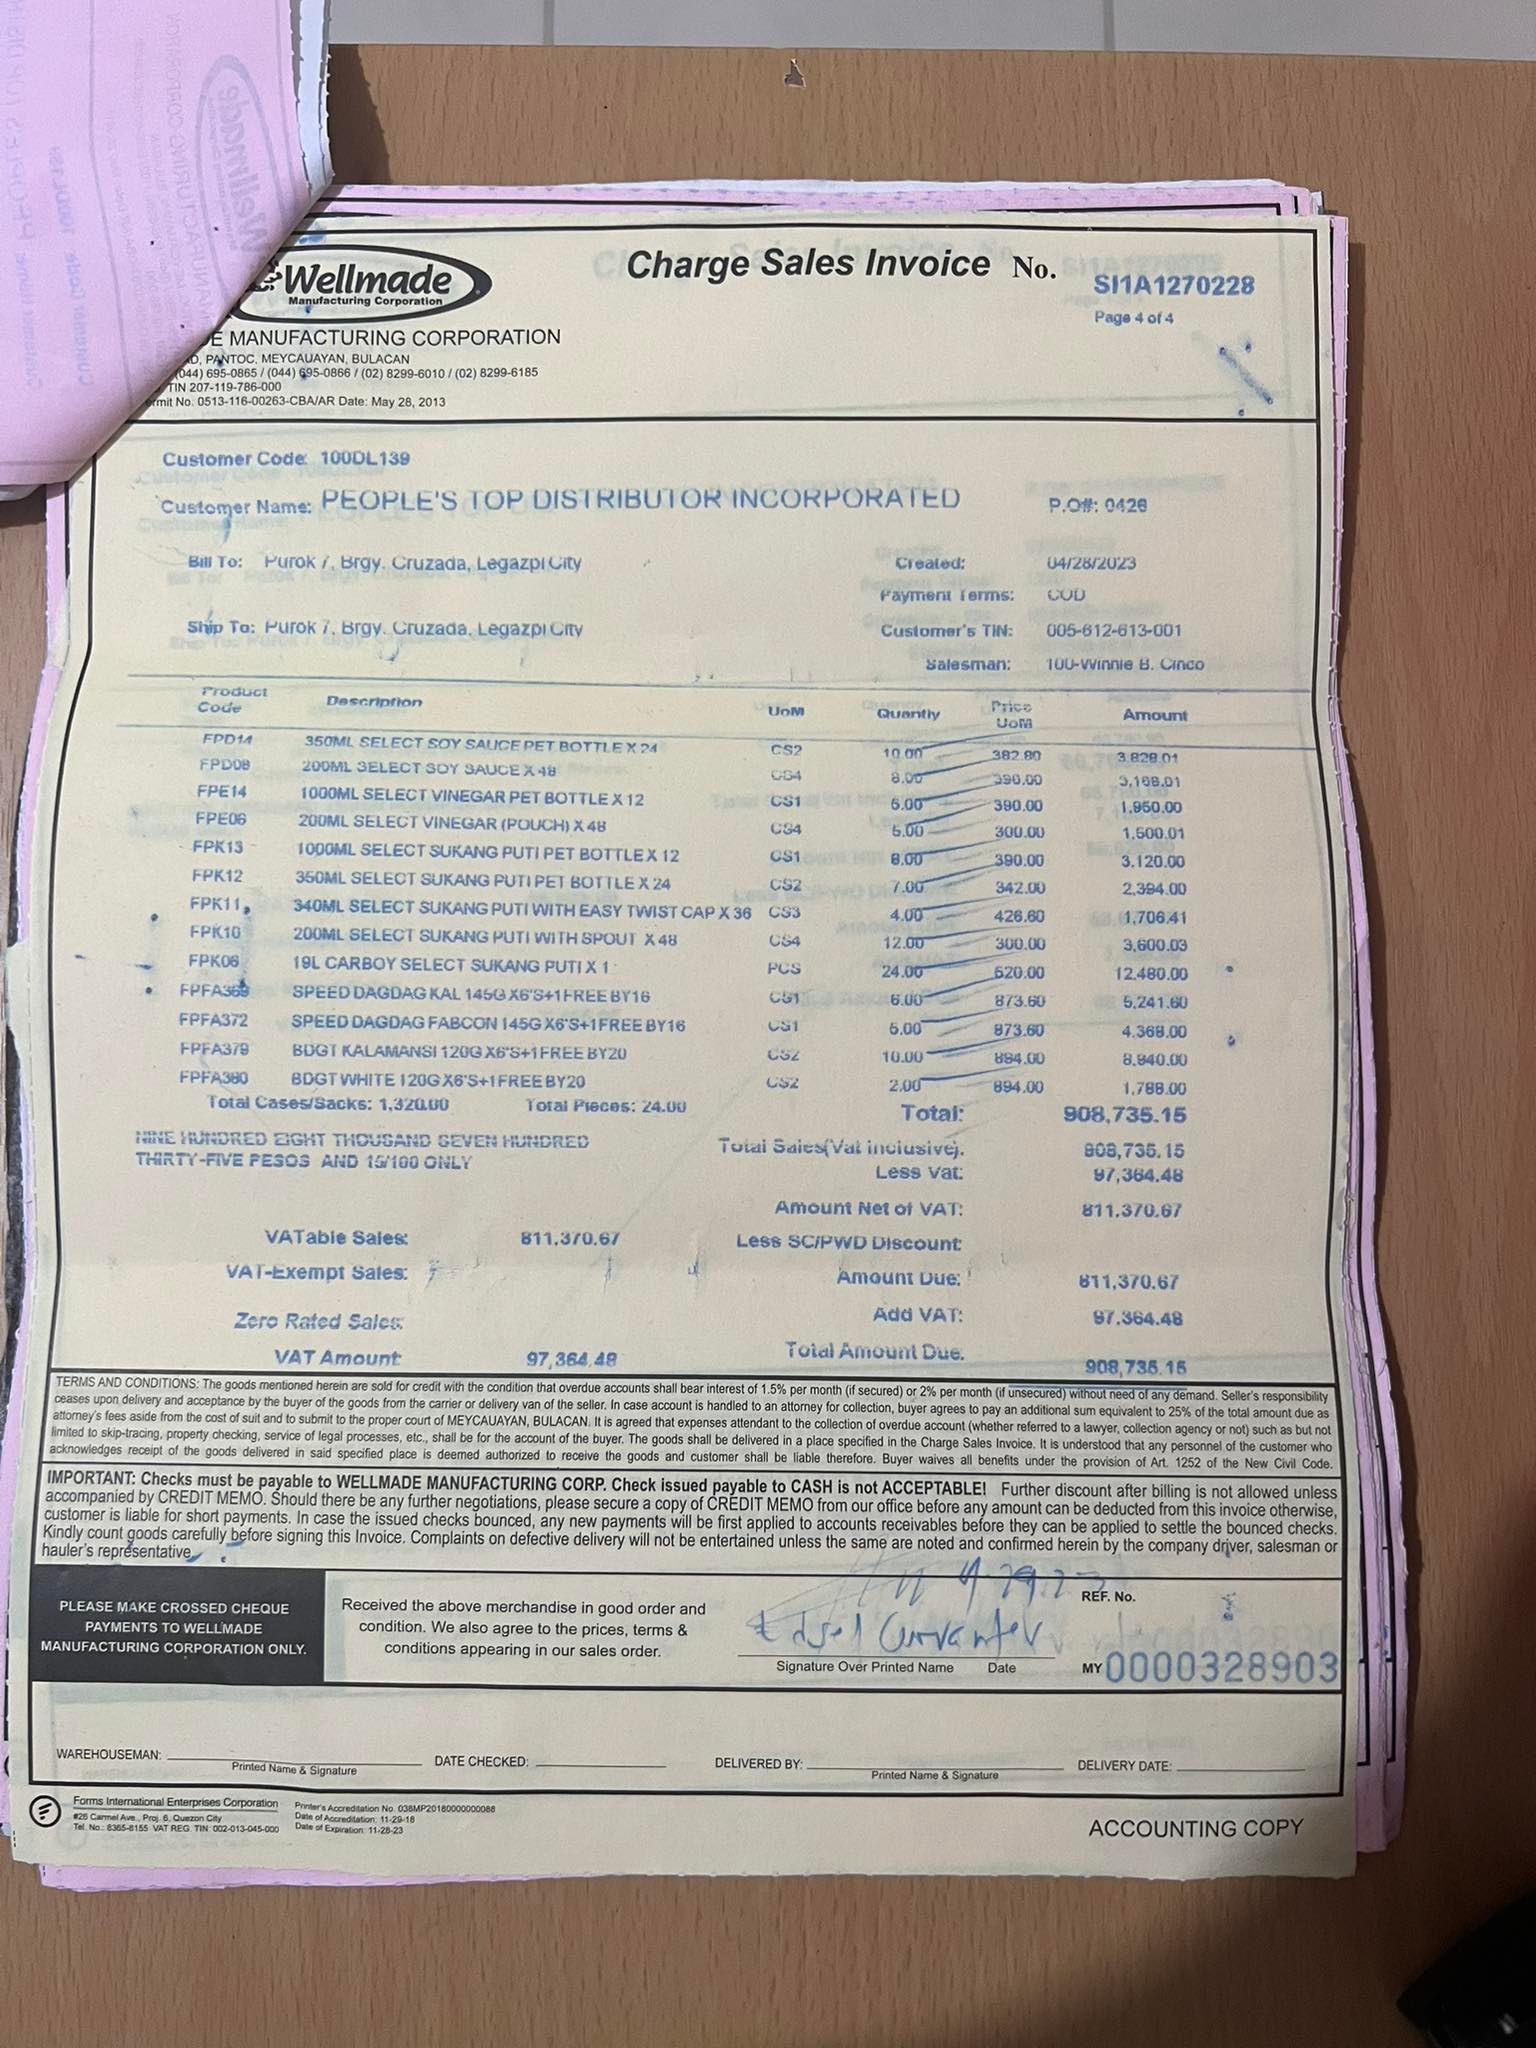 Wellmade
Manufacturing Corporation
Charge Sales Invoice No. SI1A1270228
Page 4 of 4
DE MANUFACTURING CORPORATION
PANTOC, MEYCAUAYAN, BULACAN
(044) 695-0865 / (044) 695-0866 / (02) 8299-6010 / (02) 8299-6185
TIN 207-119-786-000
ermit No. 0513-116-00263-CBA/AR Date: May 28, 2013
Customer Code: 100DL139
Customer Name: PEOPLE'S TOP DISTRIBUTOR INCORPORATED P.O#: 0426
Bill To: Purok 7, Brgy. Cruzada, Legazpi City Created: 04/28/2023
Payment Terms: COD
Ship To: Purok 7, Brgy. Cruzada, Legazpi City Customer's TIN: 005-612-613-001
Salesman: 100-Winnie B. Cinco
Product Code Description UoM Quantity Price UoM Amount
FPD14 350ML SELECT SOY SAUCE PET BOTTLE X 24 CS2 10.00 382.80 3,828.01
FPD08 200ML SELECT SOY SAUCE X 48 CS4 8.00 390.00
FPE14 1000ML SELECT VINEGAR PET BOTTLE X 12 CS1 5.00 390.00 1,950.00
FPE06 200ML SELECT VINEGAR (POUCH) X 48 CS4 5.00 300.00 1,500.01
FPK13 1000ML SELECT SUKANG PUTI PET BOTTLE X 12 CS1 8.00 390.00 3,120.00
FPK12 350ML SELECT SUKANG PUTI PET BOTTLE X 24 CS2 7.00 342.00 2,394.00
FPK11 340ML SELECT SUKANG PUTI WITH EASY TWIST CAP X 36 CS3 4.00 426.60 1,706.41
FPK10 200ML SELECT SUKANG PUTI WITH SPOUT X 48 CS4 12.00 300.00 3,600.03
FPK06 19L CARBOY SELECT SUKANG PUTI X 1 PCS 24.00 520.00 12,480.00
FPFA369 SPEED DAGDAG KAL 145G X6'S+1FREE BY16 CS1 6.00 873.60 5,241.60
FPFA372 SPEED DAGDAG FABCON 145G X6'S+1FREE BY16 CS1 5.00 873.60 4,368.00
FPFA379 BDGT KALAMANSI 120G X6'S+1FREE BY20 CS2 10.00 894.00 8,940.00
FPFA380 BDGT WHITE 120G X6'S+1FREE BY20 CS2 2.00 894.00 1,788.00
Total Cases/Sacks: 1,320.00 Total Pieces: 24.00 Total: 908,735.15
NINE HUNDRED EIGHT THOUSAND SEVEN HUNDRED Total Sales(Vat Inclusive). 908,735.15
THIRTY-FIVE PESOS AND 15/100 ONLY Less Vat: 97,364.48
Amount Net of VAT: 811,370.67
VATable Sales: 811,370.67 Less SC/PWD Discount:
VAT-Exempt Sales: Amount Due: 811,370.67
Zero Rated Sales: Add VAT: 97,364.48
VAT Amount: 97,364.48 Total Amount Due: 908,735.15
TERMS AND CONDITIONS: The goods mentioned herein are sold for credit with the condition that overdue accounts shall bear interest of 1.5% per month (if secured) or 2% per month (if unsecured) without need of any demand. Seller's responsibility
ceases upon delivery and acceptance by the buyer of the goods from the carrier or delivery van of the seller. In case account is handled to an attorney for collection, buyer agrees to pay an additional sum equivalent to 25% of the total amount due as
attorney's fees aside from the cost of suit and to submit to the proper court of MEYCAUAYAN, BULACAN. It is agreed that expenses attendant to the collection of overdue account (whether referred to a lawyer, collection agency or not) such as but not
limited to skip-tracing, property checking, service of legal processes, etc., shall be for the account of the buyer. The goods shall be delivered in a place specified in the Charge Sales Invoice. It is understood that any personnel of the customer who
acknowledges receipt of the goods delivered in said specified place is deemed authorized to receive the goods and customer shall be liable therefore. Buyer waives all benefits under the provision of Art. 1252 of the New Civil Code.
IMPORTANT: Checks must be payable to WELLMADE MANUFACTURING CORP. Check issued payable to CASH is not ACCEPTABLE! Further discount after billing is not allowed unless
accompanied by CREDIT MEMO. Should there be any further negotiations, please secure a copy of CREDIT MEMO from our office before any amount can be deducted from this invoice otherwise,
customer is liable for short payments. In case the issued checks bounced, any new payments will be first applied to accounts receivables before they can be applied to settle the bounced checks.
Kindly count goods carefully before signing this Invoice. Complaints on defective delivery will not be entertained unless the same are noted and confirmed herein by the company driver, salesman or
hauler's representative.
PLEASE MAKE CROSSED CHEQUE
PAYMENTS TO WELLMADE
MANUFACTURING CORPORATION ONLY.
Received the above merchandise in good order and
condition. We also agree to the prices, terms &
conditions appearing in our sales order.
4-29-23
Signature Over Printed Name Date
REF. No.
MY 0000328903
WAREHOUSEMAN: DATE CHECKED: DELIVERED BY: DELIVERY DATE:
Printed Name & Signature Printed Name & Signature
Forms International Enterprises Corporation
#26 Carmel Ave., Proj. 6, Quezon City
Tel. No.: 8365-8155 VAT REG. TIN: 002-013-045-000
Printer's Accreditation No. 038MP20180000000088
Date of Accreditation: 11-29-18
Date of Expiration: 11-28-23
ACCOUNTING COPY